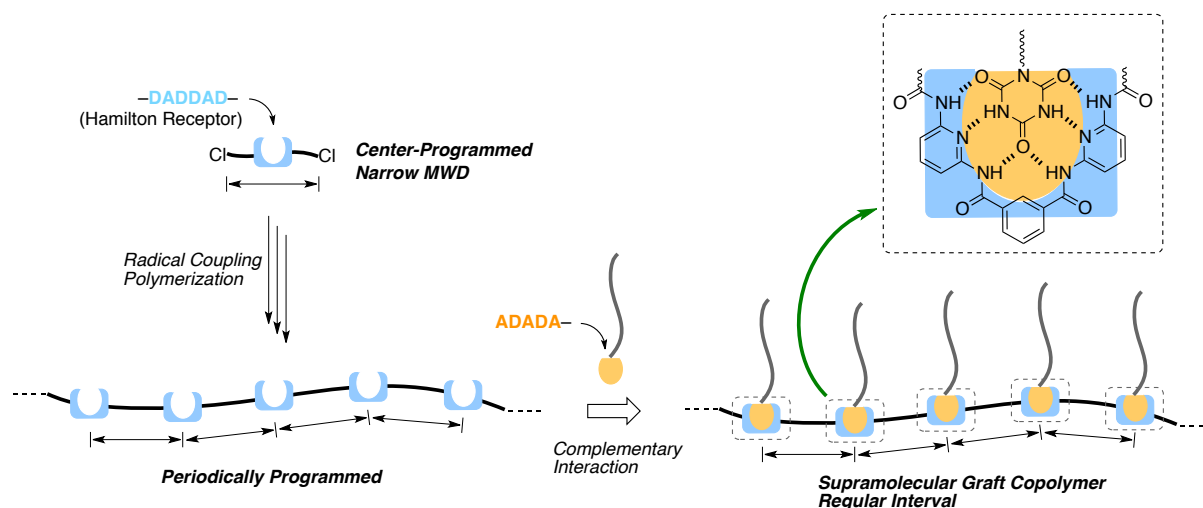 –DADDAD–
(Hamilton Receptor)
Cl
Cl
Center-Programmed
Narrow MWD
Radical Coupling
Polymerization
ADADA–
Complementary
Interaction
Periodically Programmed
Supramolecular Graft Copolymer
Regular Interval
N
O
O
O
NH
HN
O
NH
HN
O
N
N
O
NH
HN
O
O